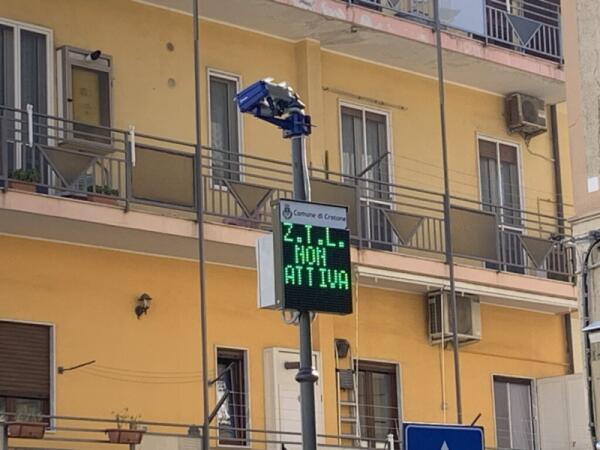 Comune di Crotone
Z.T.L.
NON
ATTIVA